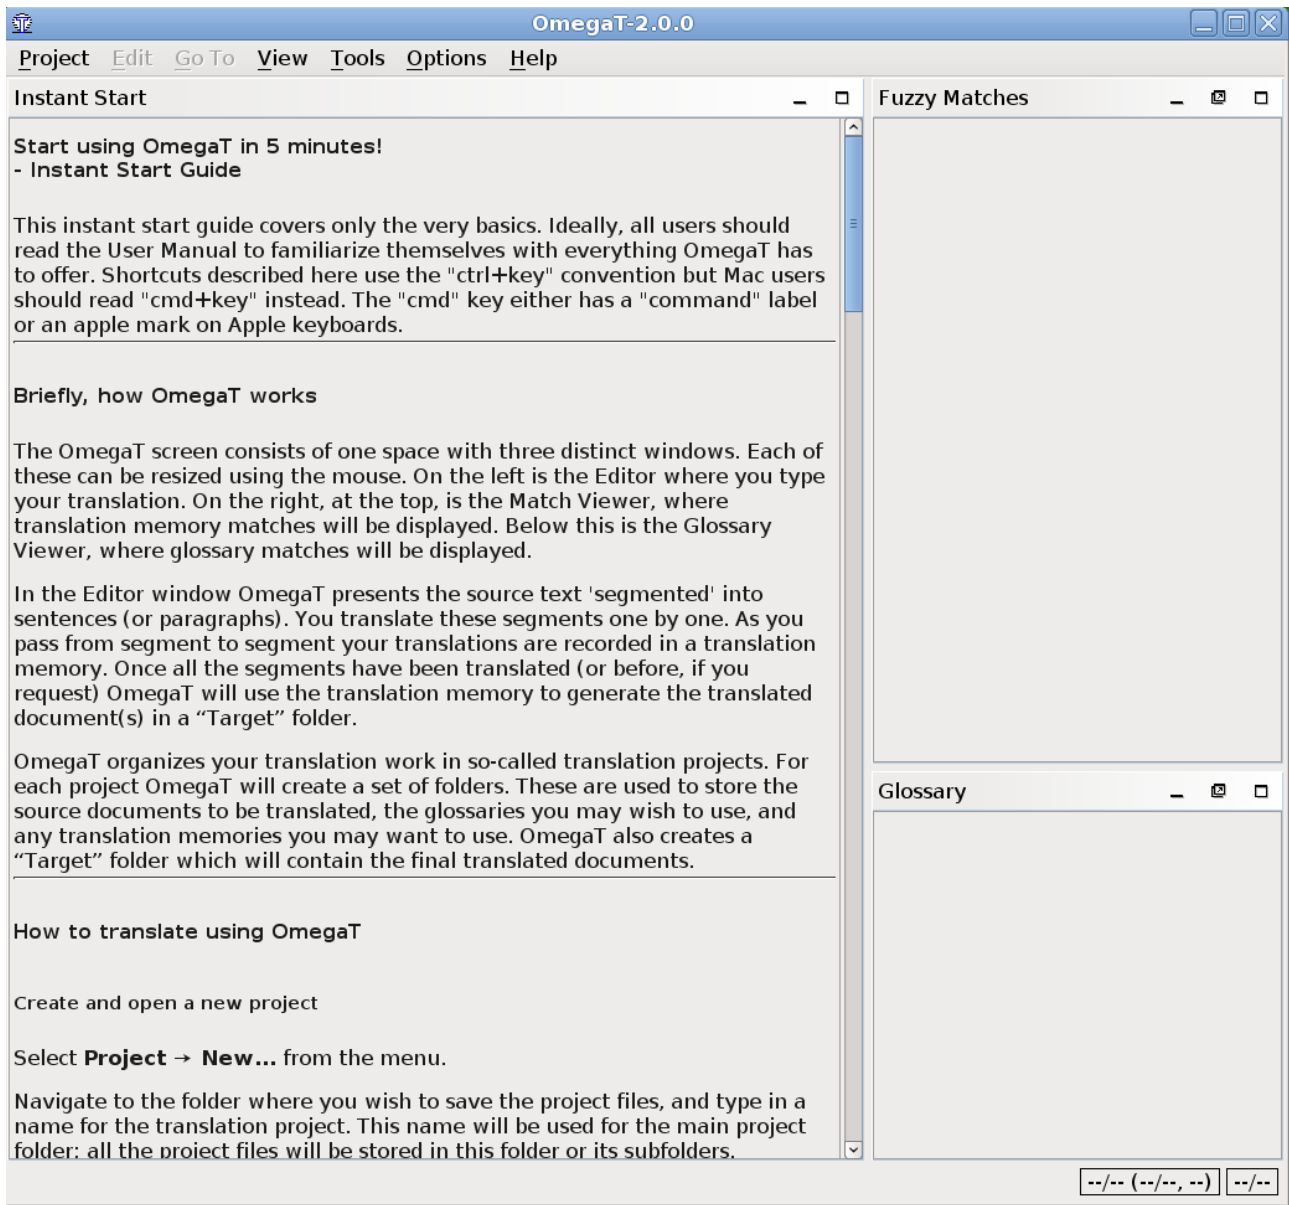 OmegaT-2.0.0
Project Edit Go To View Tools Options Help
Instant Start
Start using OmegaT in 5 minutes!
- Instant Start Guide
This instant start guide covers only the very basics. Ideally, all users should
read the User Manual to familiarize themselves with everything OmegaT has
to offer. Shortcuts described here use the "ctrl+key" convention but Mac users
should read "cmd+key" instead. The "cmd" key either has a "command" label
or an apple mark on Apple keyboards.
Briefly, how OmegaT works
The OmegaT screen consists of one space with three distinct windows. Each of
these can be resized using the mouse. On the left is the Editor where you type
your translation. On the right, at the top, is the Match Viewer, where
translation memory matches will be displayed. Below this is the Glossary
Viewer, where glossary matches will be displayed.
In the Editor window OmegaT presents the source text 'segmented' into
sentences (or paragraphs). You translate these segments one by one. As you
pass from segment to segment your translations are recorded in a translation
memory. Once all the segments have been translated (or before, if you
request) OmegaT will use the translation memory to generate the translated
document(s) in a “Target” folder.
OmegaT organizes your translation work in so-called translation projects. For
each project OmegaT will create a set of folders. These are used to store the
source documents to be translated, the glossaries you may wish to use, and
any translation memories you may want to use. OmegaT also creates a
“Target” folder which will contain the final translated documents.
How to translate using OmegaT
Create and open a new project
Select Project → New... from the menu.
Navigate to the folder where you wish to save the project files, and type in a
name for the translation project. This name will be used for the main project
folder: all the project files will be stored in this folder or its subfolders.
Fuzzy Matches
Glossary
--/-- (--/--, --) --/--